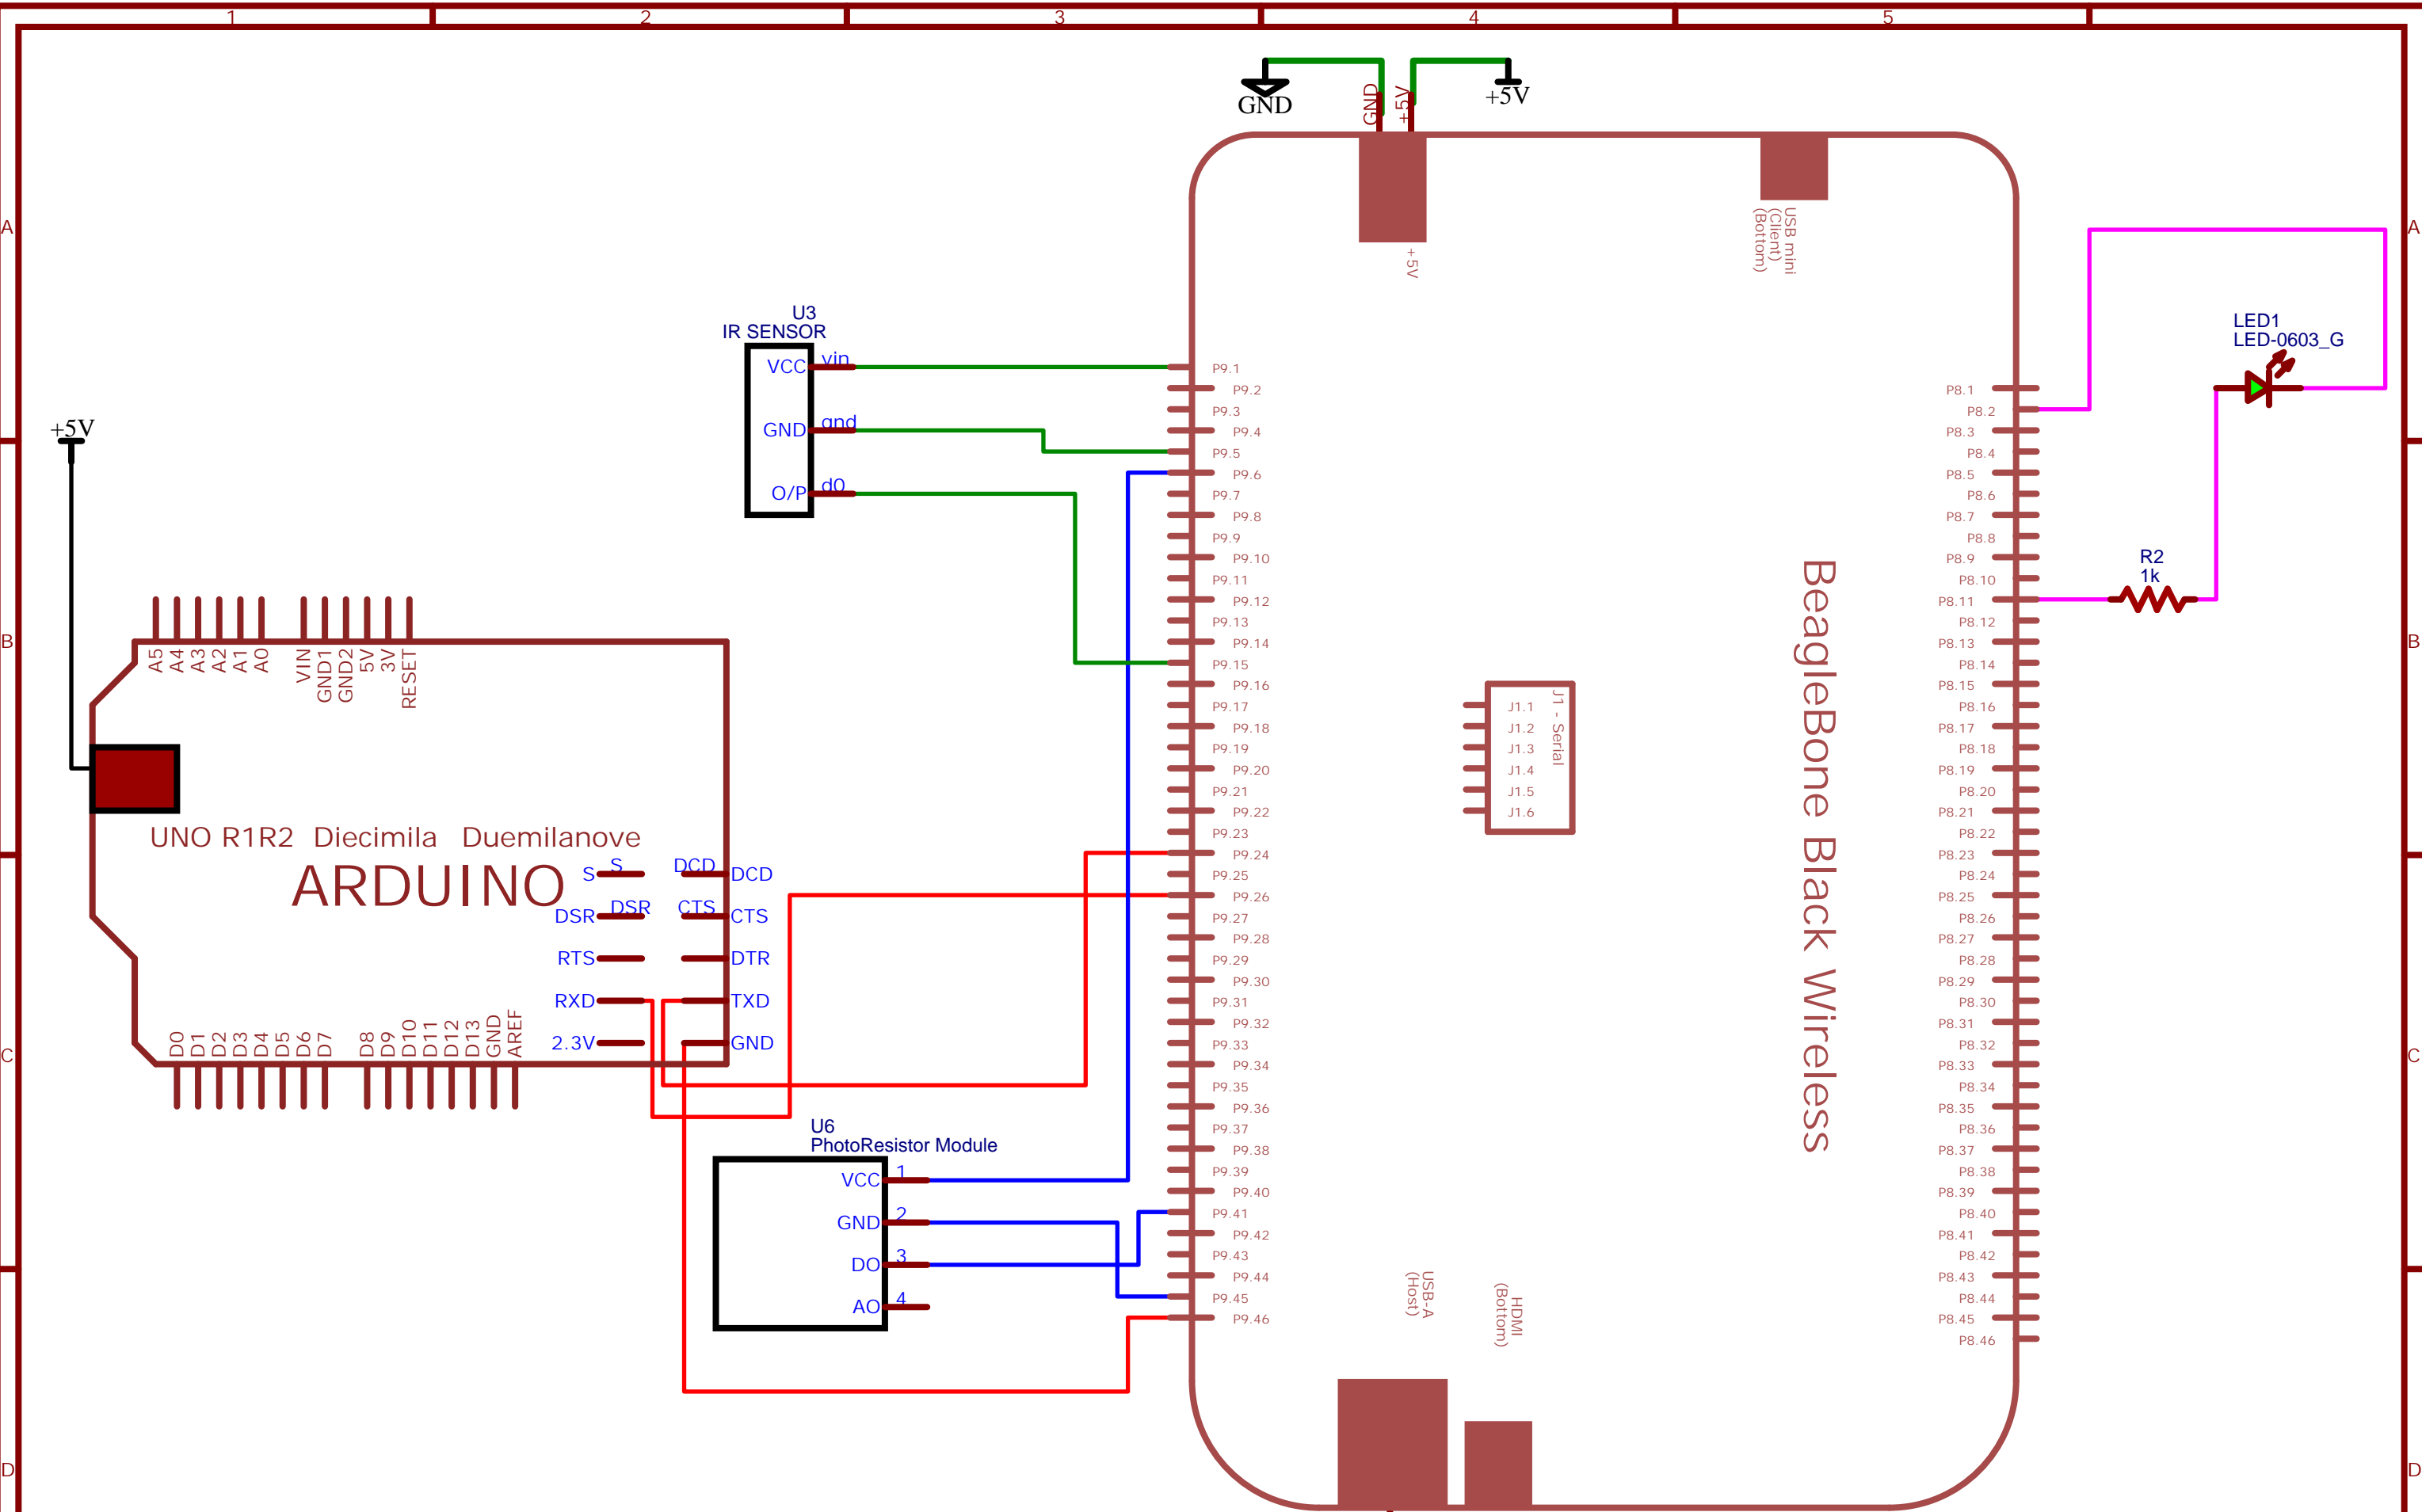 1 2 3 4 5
A A
B B
C C
D D
GND
+5V
GND
+5V
+5V
USB mini
(Client)
(Bottom)
U3
IR SENSOR
VCC vin
GND gnd
O/P d0
+5V
LED1
LED-0603_G
R2
1k
A5 A4 A3 A2 A1 A0 VIN GND1 GND2 5V 3V RESET
UNO R1R2 Diecimila Duemilanove
ARDUINO
S S DCD DCD
DSR DSR CTS CTS
RTS DTR
RXD TXD
2.3V GND
D0 D1 D2 D3 D4 D5 D6 D7 D8 D9 D10 D11 D12 D13 GND AREF
U6
PhotoResistor Module
VCC 1
GND 2
DO 3
AO 4
P9.1
P9.2
P9.3
P9.4
P9.5
P9.6
P9.7
P9.8
P9.9
P9.10
P9.11
P9.12
P9.13
P9.14
P9.15
P9.16
P9.17
P9.18
P9.19
P9.20
P9.21
P9.22
P9.23
P9.24
P9.25
P9.26
P9.27
P9.28
P9.29
P9.30
P9.31
P9.32
P9.33
P9.34
P9.35
P9.36
P9.37
P9.38
P9.39
P9.40
P9.41
P9.42
P9.43
P9.44
P9.45
P9.46
J1 - Serial
J1.1
J1.2
J1.3
J1.4
J1.5
J1.6
BeagleBone Black Wireless
P8.1
P8.2
P8.3
P8.4
P8.5
P8.6
P8.7
P8.8
P8.9
P8.10
P8.11
P8.12
P8.13
P8.14
P8.15
P8.16
P8.17
P8.18
P8.19
P8.20
P8.21
P8.22
P8.23
P8.24
P8.25
P8.26
P8.27
P8.28
P8.29
P8.30
P8.31
P8.32
P8.33
P8.34
P8.35
P8.36
P8.37
P8.38
P8.39
P8.40
P8.41
P8.42
P8.43
P8.44
P8.45
P8.46
USB-A
(Host)
HDMI
(Bottom)